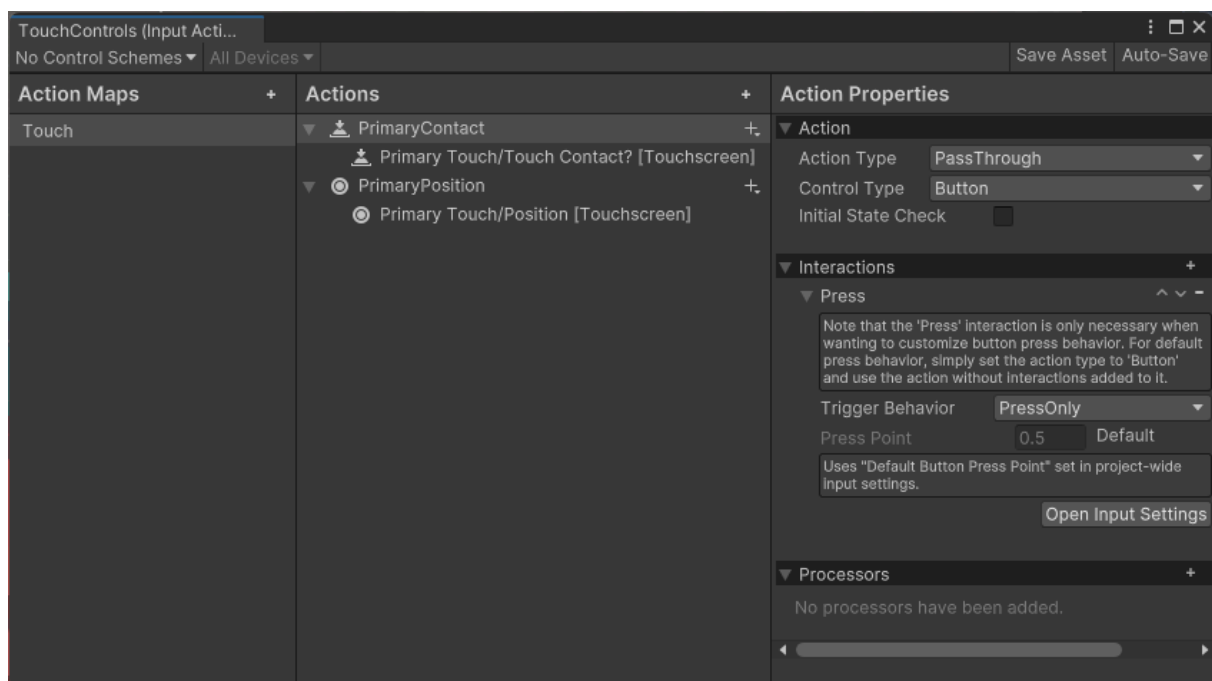 TouchControls (Input Acti...
No Control Schemes All Devices Save Asset Auto-Save
Action Maps +
Touch
Actions +
PrimaryContact
Primary Touch/Touch Contact? [Touchscreen]
PrimaryPosition
Primary Touch/Position [Touchscreen]
Action Properties
Action
Action Type PassThrough
Control Type Button
Initial State Check
Interactions +
Press
Note that the 'Press' interaction is only necessary when
wanting to customize button press behavior. For default
press behavior, simply set the action type to 'Button'
and use the action without interactions added to it.
Trigger Behavior PressOnly
Press Point 0.5 Default
Uses "Default Button Press Point" set in project-wide
input settings.
Open Input Settings
Processors +
No processors have been added.